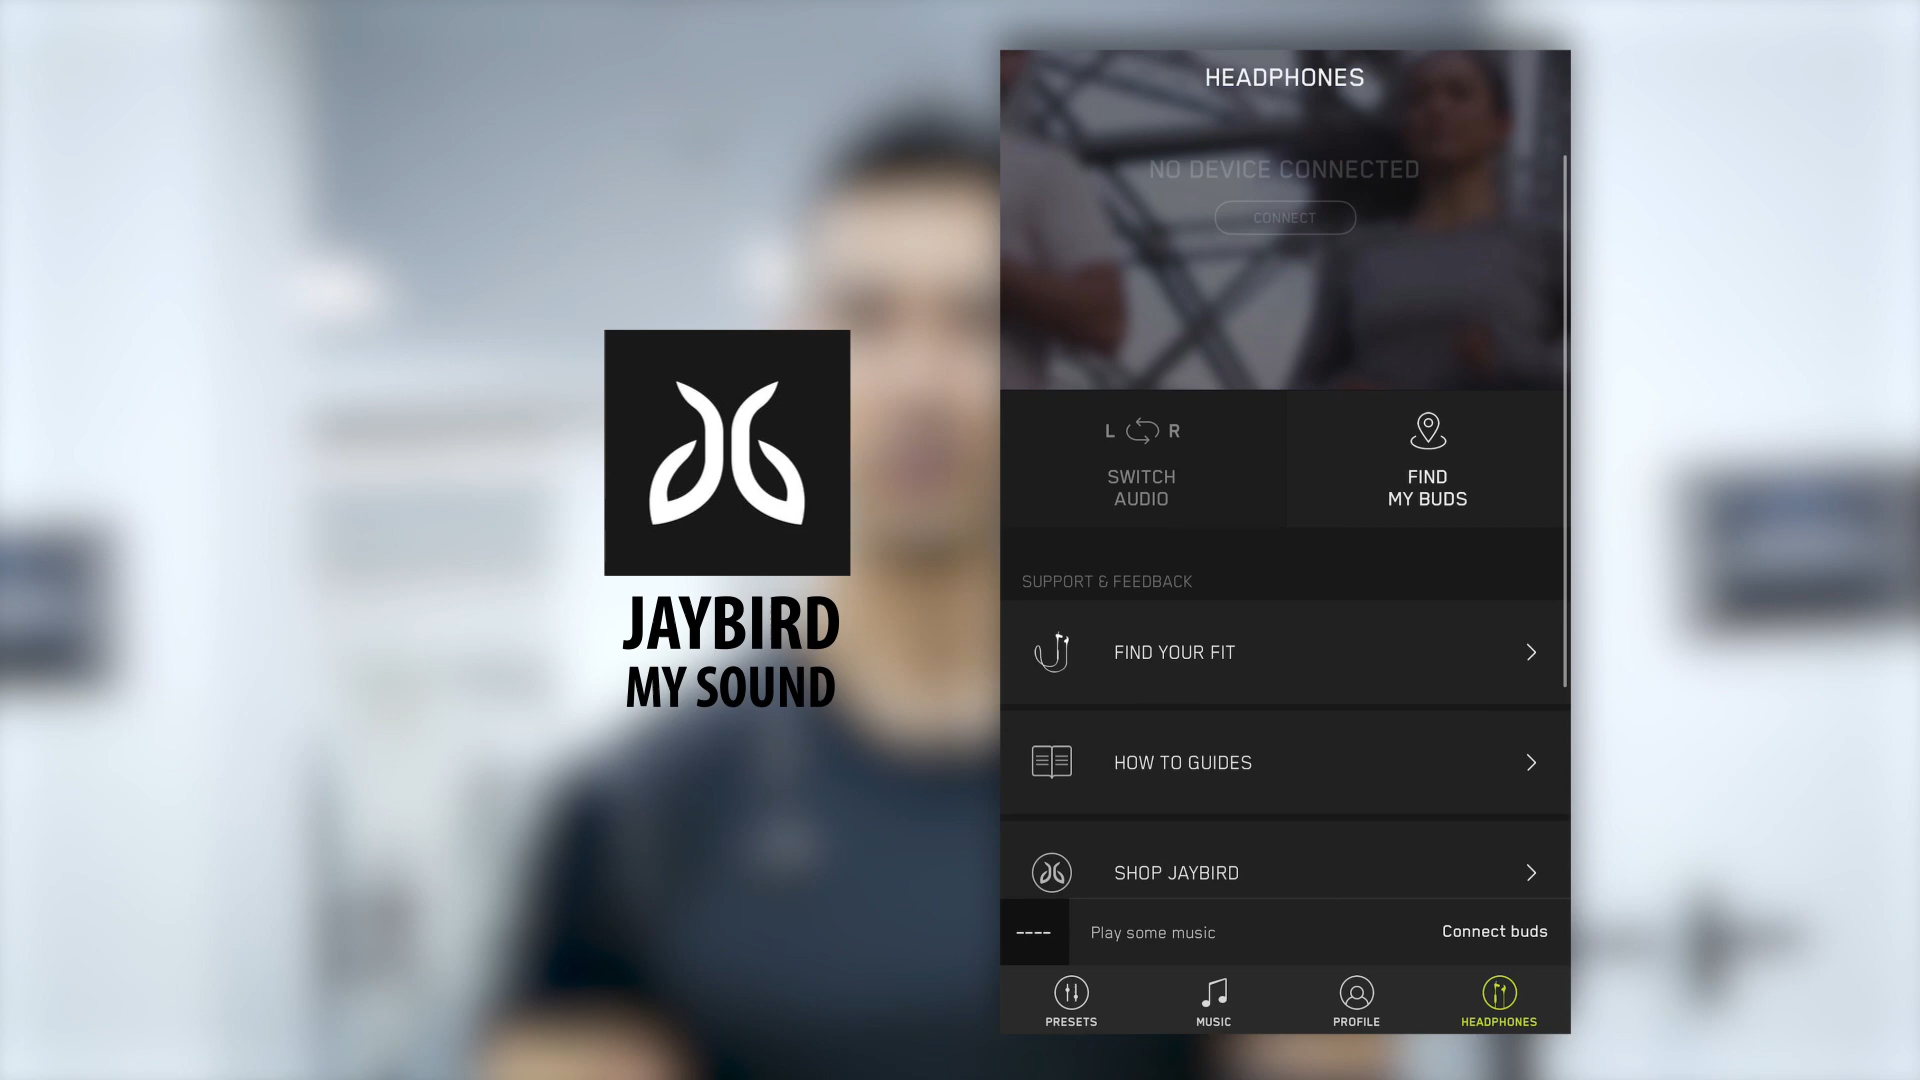 HEADPHONES
NO DEVICE CONNECTED
CONNECT
L R
SWITCH
AUDIO
FIND
MY BUDS
SUPPORT & FEEDBACK
FIND YOUR FIT
HOW TO GUIDES
SHOP JAYBIRD
---- Play some music Connect buds
PRESETS MUSIC PROFILE HEADPHONES
JAYBIRD
MY SOUND